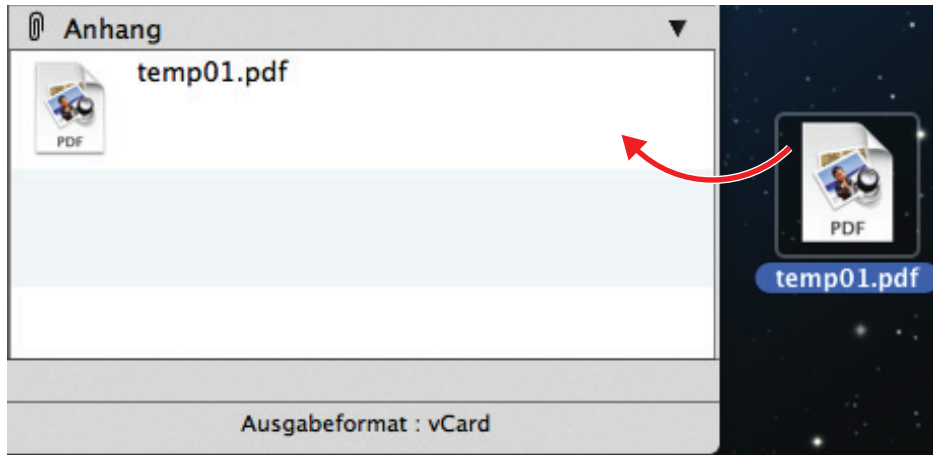 Anhang
temp01.pdf
PDF
PDF
temp01.pdf
Ausgabeformat : vCard